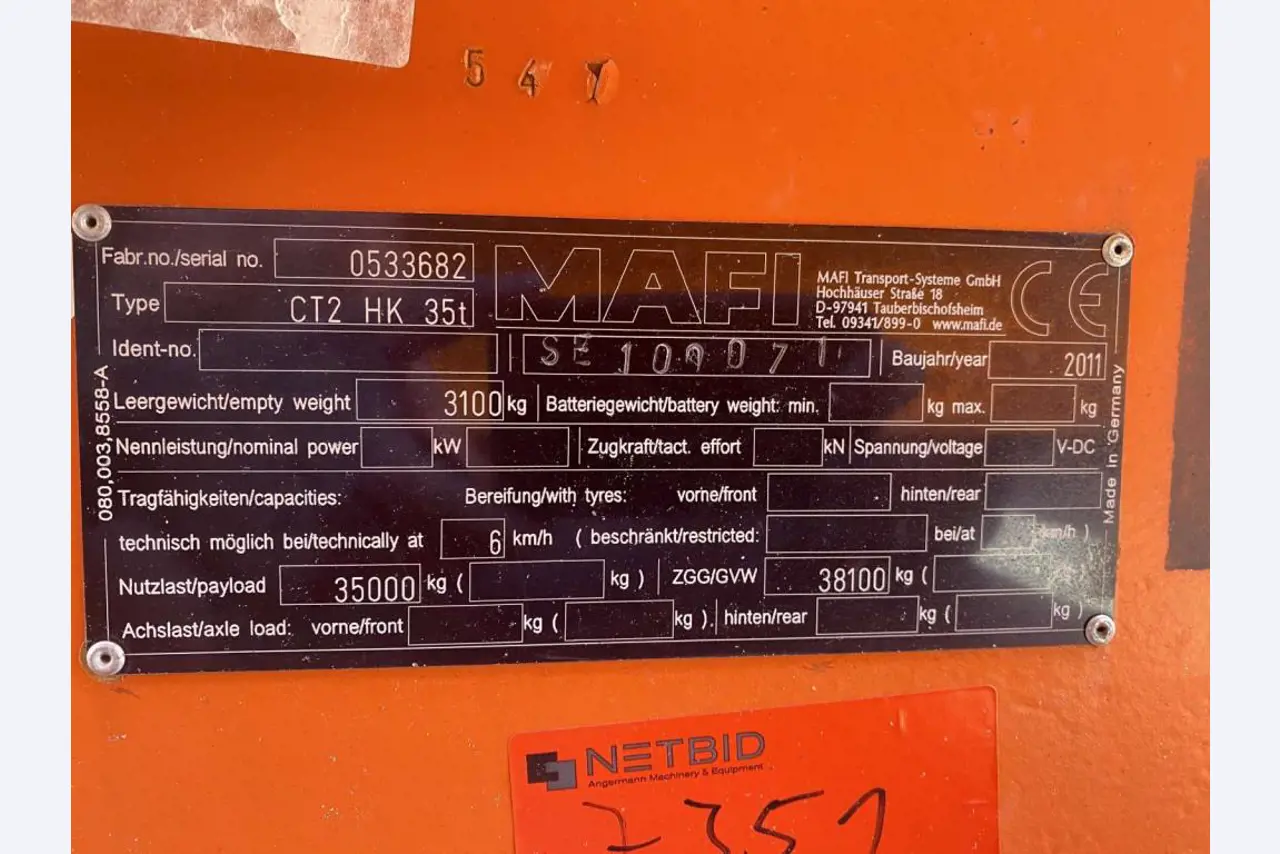 5 4 7
Fabr.no./serial no. 0533682
MAFI
MAFI Transport-Systeme GmbH
Hochhäuser Straße 18
D-97941 Tauberbischofsheim
Tel. 09341/899-0 www.mafi.de
CE
Type CT2 HK 35t
Ident-no. SE 100071 Baujahr/year 2011
Leergewicht/empty weight 3100 kg Batteriegewicht/battery weight: min. kg max. kg
Nennleistung/nominal power kW Zugkraft/tact. effort kN Spannung/voltage V-DC
Tragfähigkeiten/capacities: Bereifung/with tyres: vorne/front hinten/rear
technisch möglich bei/technically at 6 km/h ( beschränkt/restricted: bei/at km/h )
Nutzlast/payload 35000 kg ( kg ) ZGG/GVW 38100 kg (
Achslast/axle load: vorne/front kg ( kg ). hinten/rear kg ( kg )
080,003,8558-A
Made in Germany
NETBID
Angermann Machinery & Equipment